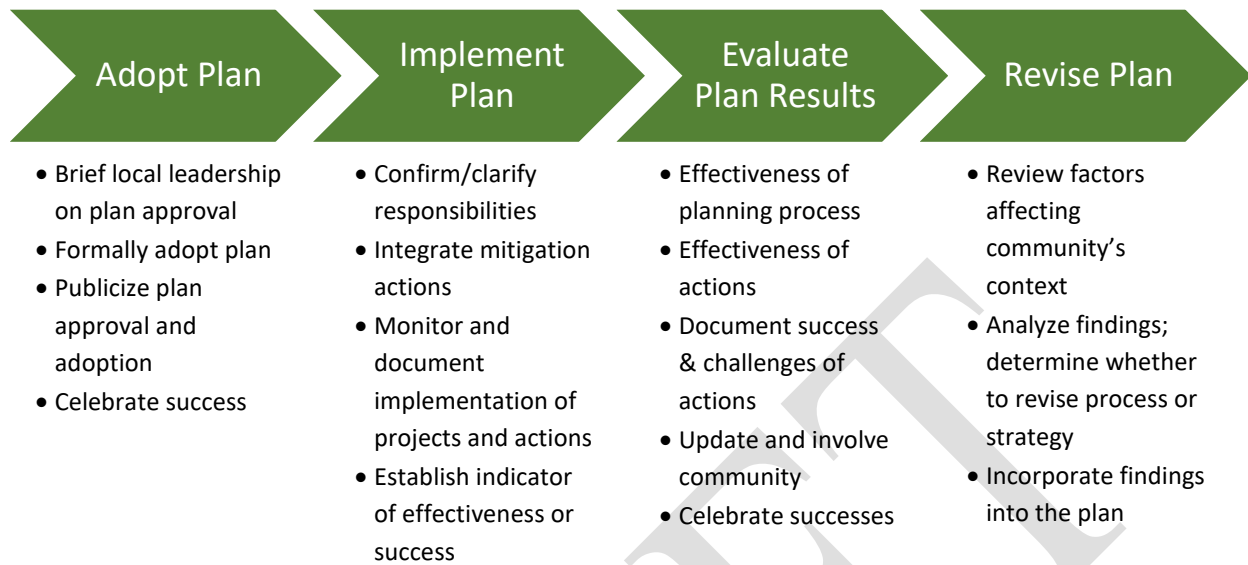 Adopt Plan
• Brief local leadership
on plan approval
• Formally adopt plan
• Publicize plan
approval and
adoption
• Celebrate success
Implement
Plan
• Confirm/clarify
responsibilities
• Integrate mitigation
actions
• Monitor and
document
implementation of
projects and actions
• Establish indicator
of effectiveness or
success
Evaluate
Plan Results
• Effectiveness of
planning process
• Effectiveness of
actions
• Document success
& challenges of
actions
• Update and involve
community
• Celebrate successes
Revise Plan
• Review factors
affecting
community’s
context
• Analyze findings;
determine whether
to revise process or
strategy
• Incorporate findings
into the plan